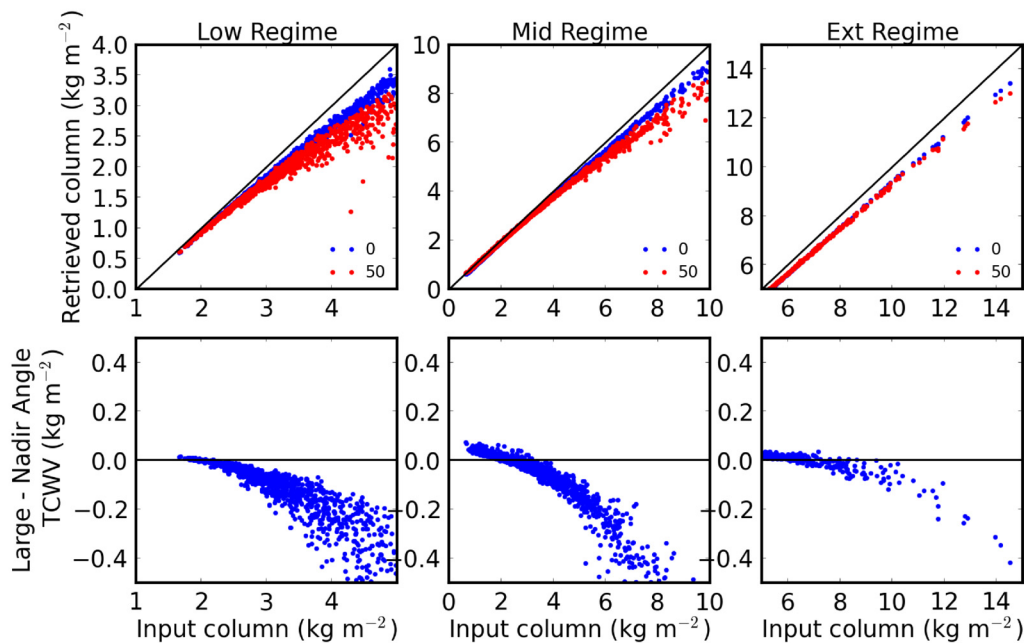 Low Regime Mid Regime Ext Regime
Retrieved column (kg m−2)
4.0 3.5 3.0 2.5 2.0 1.5 1.0 0.5 0.0
0 50
1 2 3 4
10 8 6 4 2 0
0 50
0 2 4 6 8 10
14 12 10 8 6
0 50
6 8 10 12 14
Large - Nadir Angle
TCWV (kg m−2)
0.4 0.2 0.0 −0.2 −0.4
1 2 3 4
0.4 0.2 0.0 0.2 0.4
0 2 4 6 8 10
0.4 0.2 0.0 0.2 0.4
6 8 10 12 14
Input column (kg m−2) Input column (kg m−2) Input column (kg m−2)